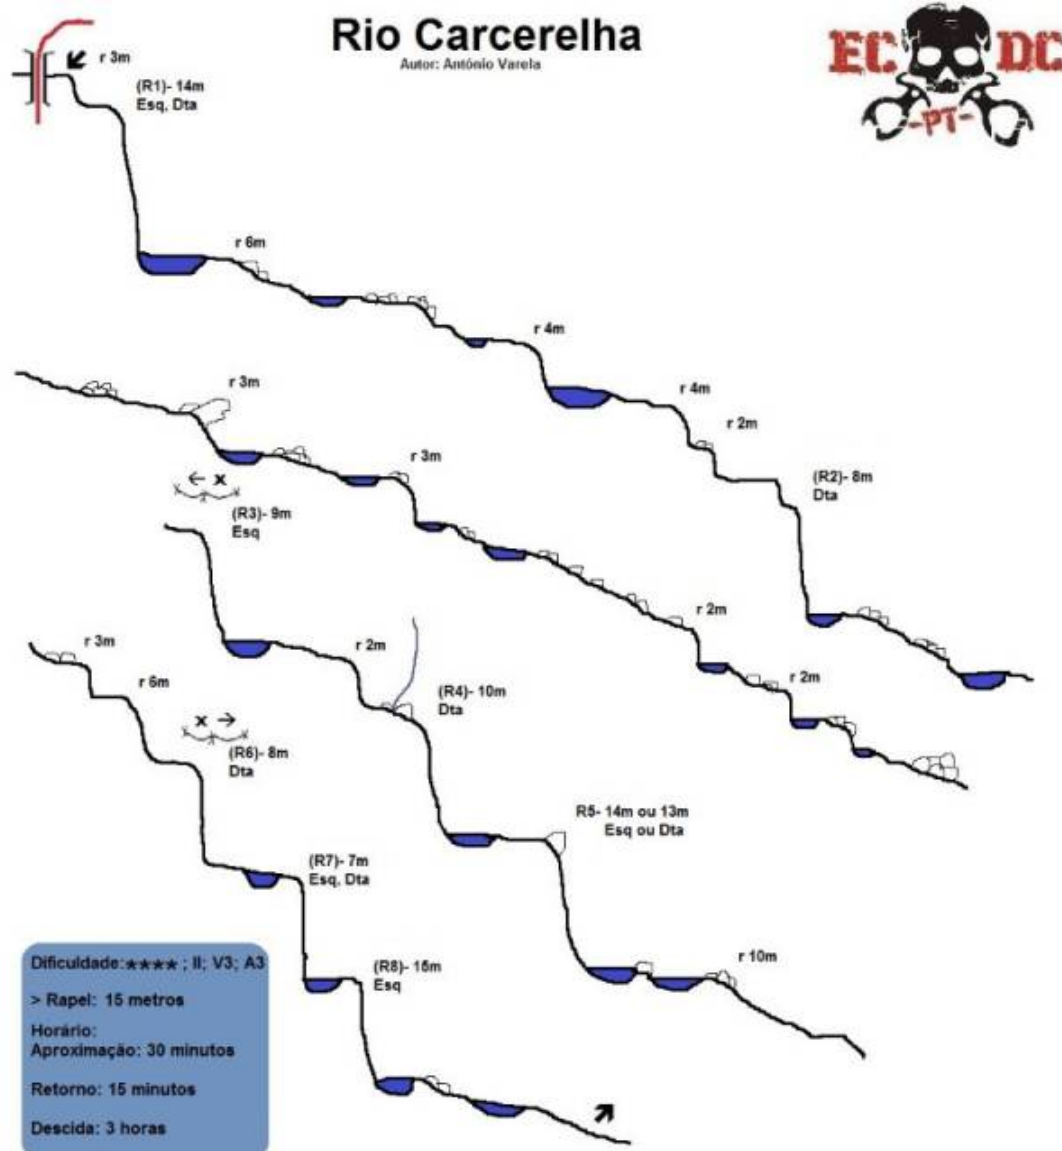 Rio Carcerelha
Autor: António Varela
EC DC
-PT-
r 3m
(R1)- 14m
Esq, Dta
r 6m
r 4m
r 4m
r 2m
(R2)- 8m
Dta
r 3m
r 3m
r 2m
r 2m
← x
(R3)- 9m
Esq
r 2m
(R4)- 10m
Dta
R5- 14m ou 13m
Esq ou Dta
r 10m
r 3m
r 6m
x →
(R6)- 8m
Dta
(R7)- 7m
Esq, Dta
(R8)- 15m
Esq
Dificuldade:**** ; II; V3; A3
> Rapel: 15 metros
Horário:
Aproximação: 30 minutos
Retorno: 15 minutos
Descida: 3 horas